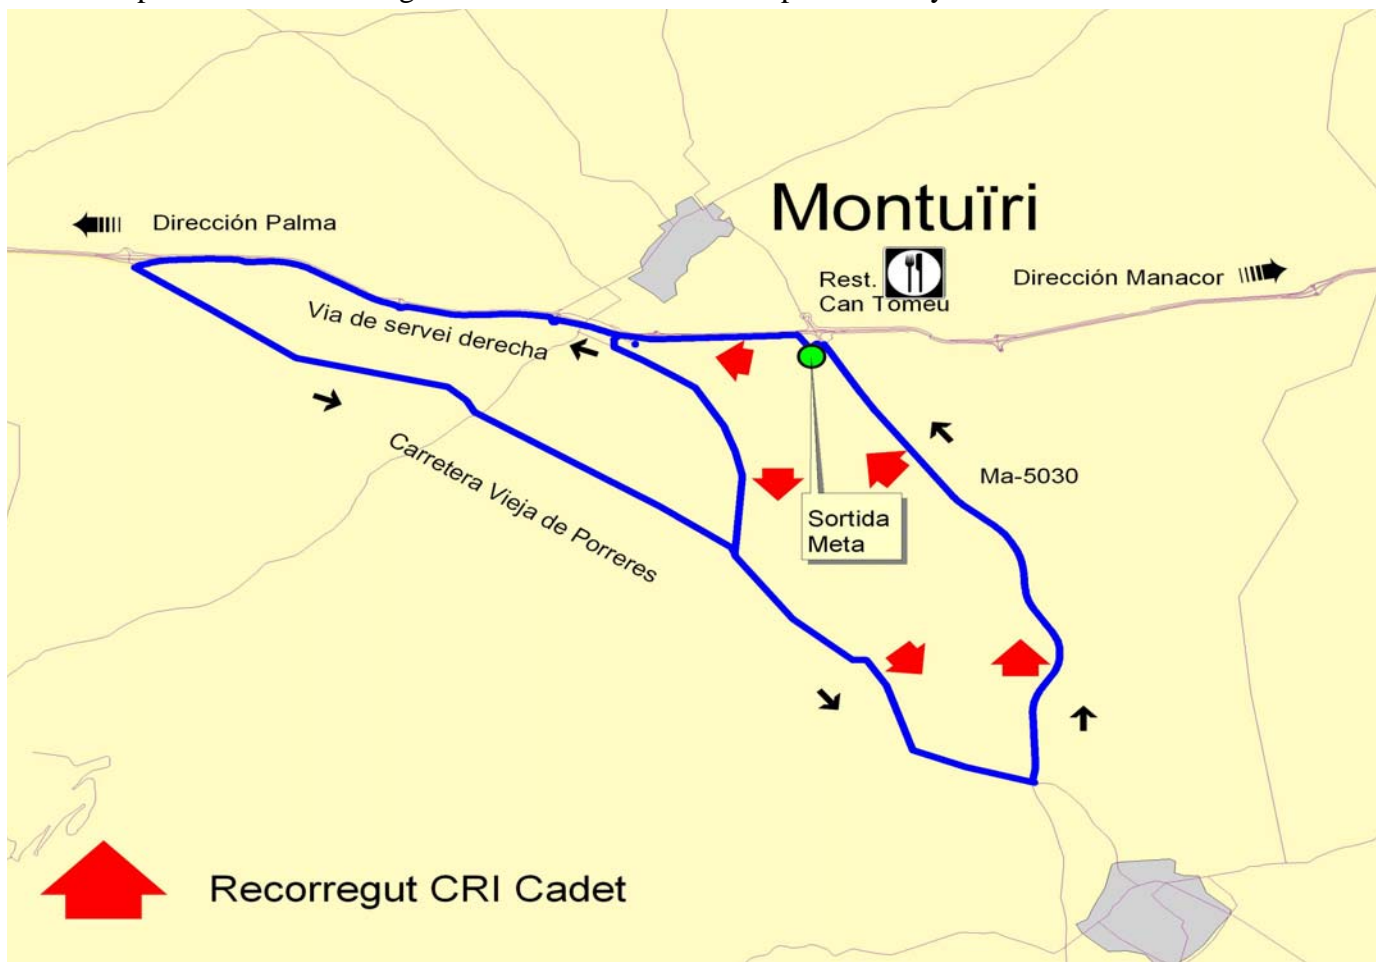 Montuïri
Dirección Palma
Rest.
Can Tomeu
Dirección Manacor
Via de servei derecha
Carretera Vieja de Porreres
Ma-5030
Sortida
Meta
Recorregut CRI Cadet